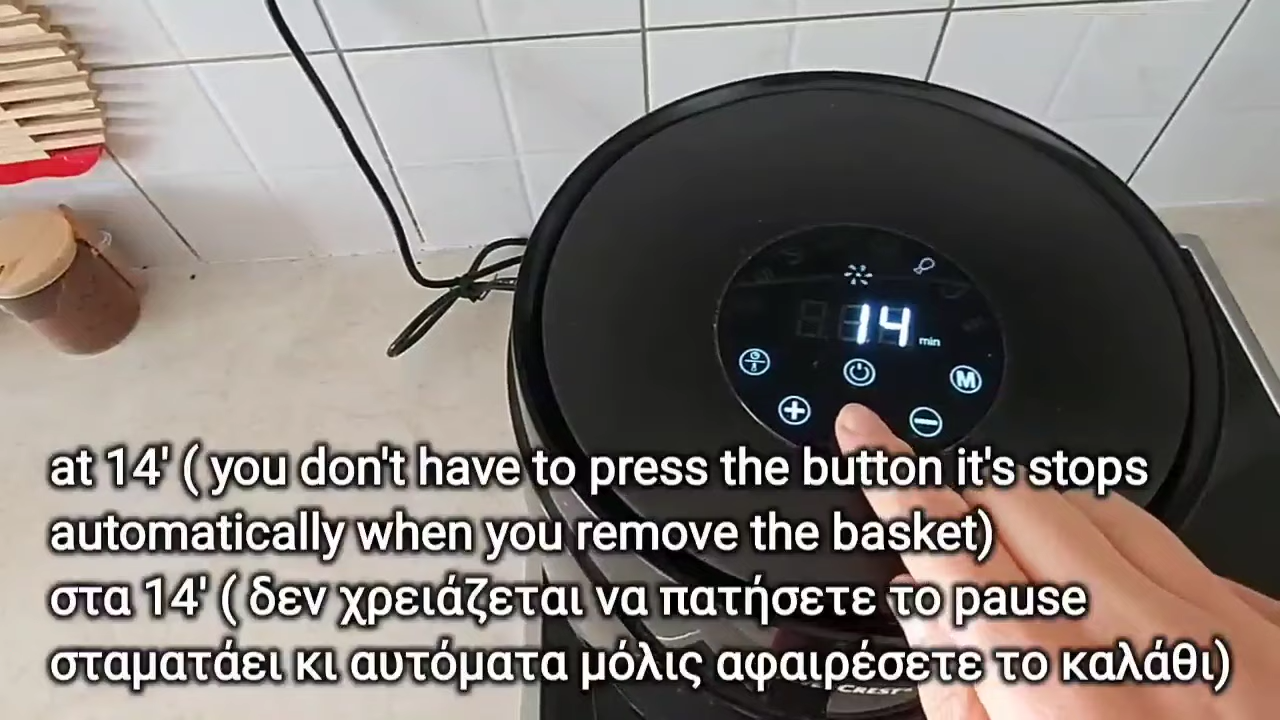 14 min
M
at 14' ( you don't have to press the button it's stops
automatically when you remove the basket)
στα 14' ( δεν χρειάζεται να πατήσετε το pause
σταματάει κι αυτόματα μόλις αφαιρέσετε το καλάθι)